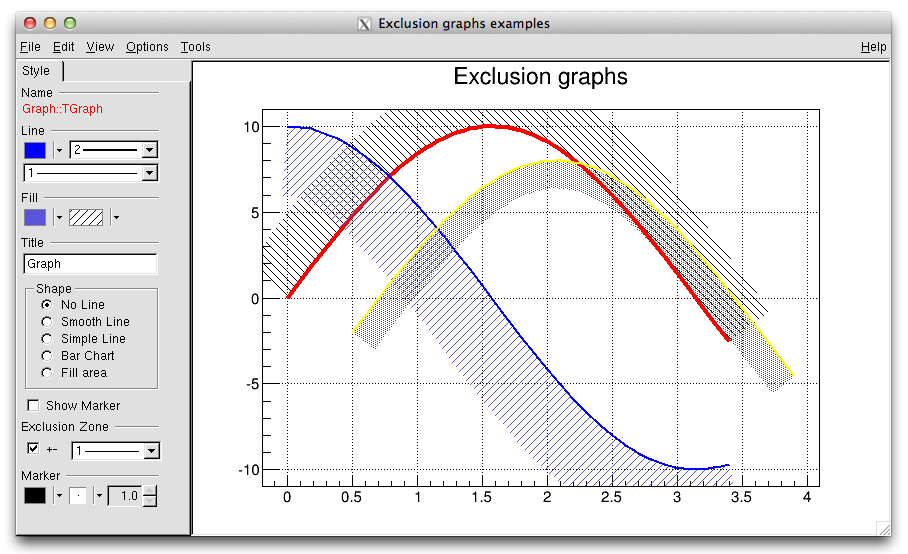 Exclusion graphs examples
File Edit View Options Tools Help
Style
Name
Graph::TGraph
Line
2
1
Fill
Title
Graph
Shape
No Line
Smooth Line
Simple Line
Bar Chart
Fill area
Show Marker
Exclusion Zone
+- 1
Marker
1.0
Exclusion graphs
10
5
0
-5
-10
0 0.5 1 1.5 2 2.5 3 3.5 4